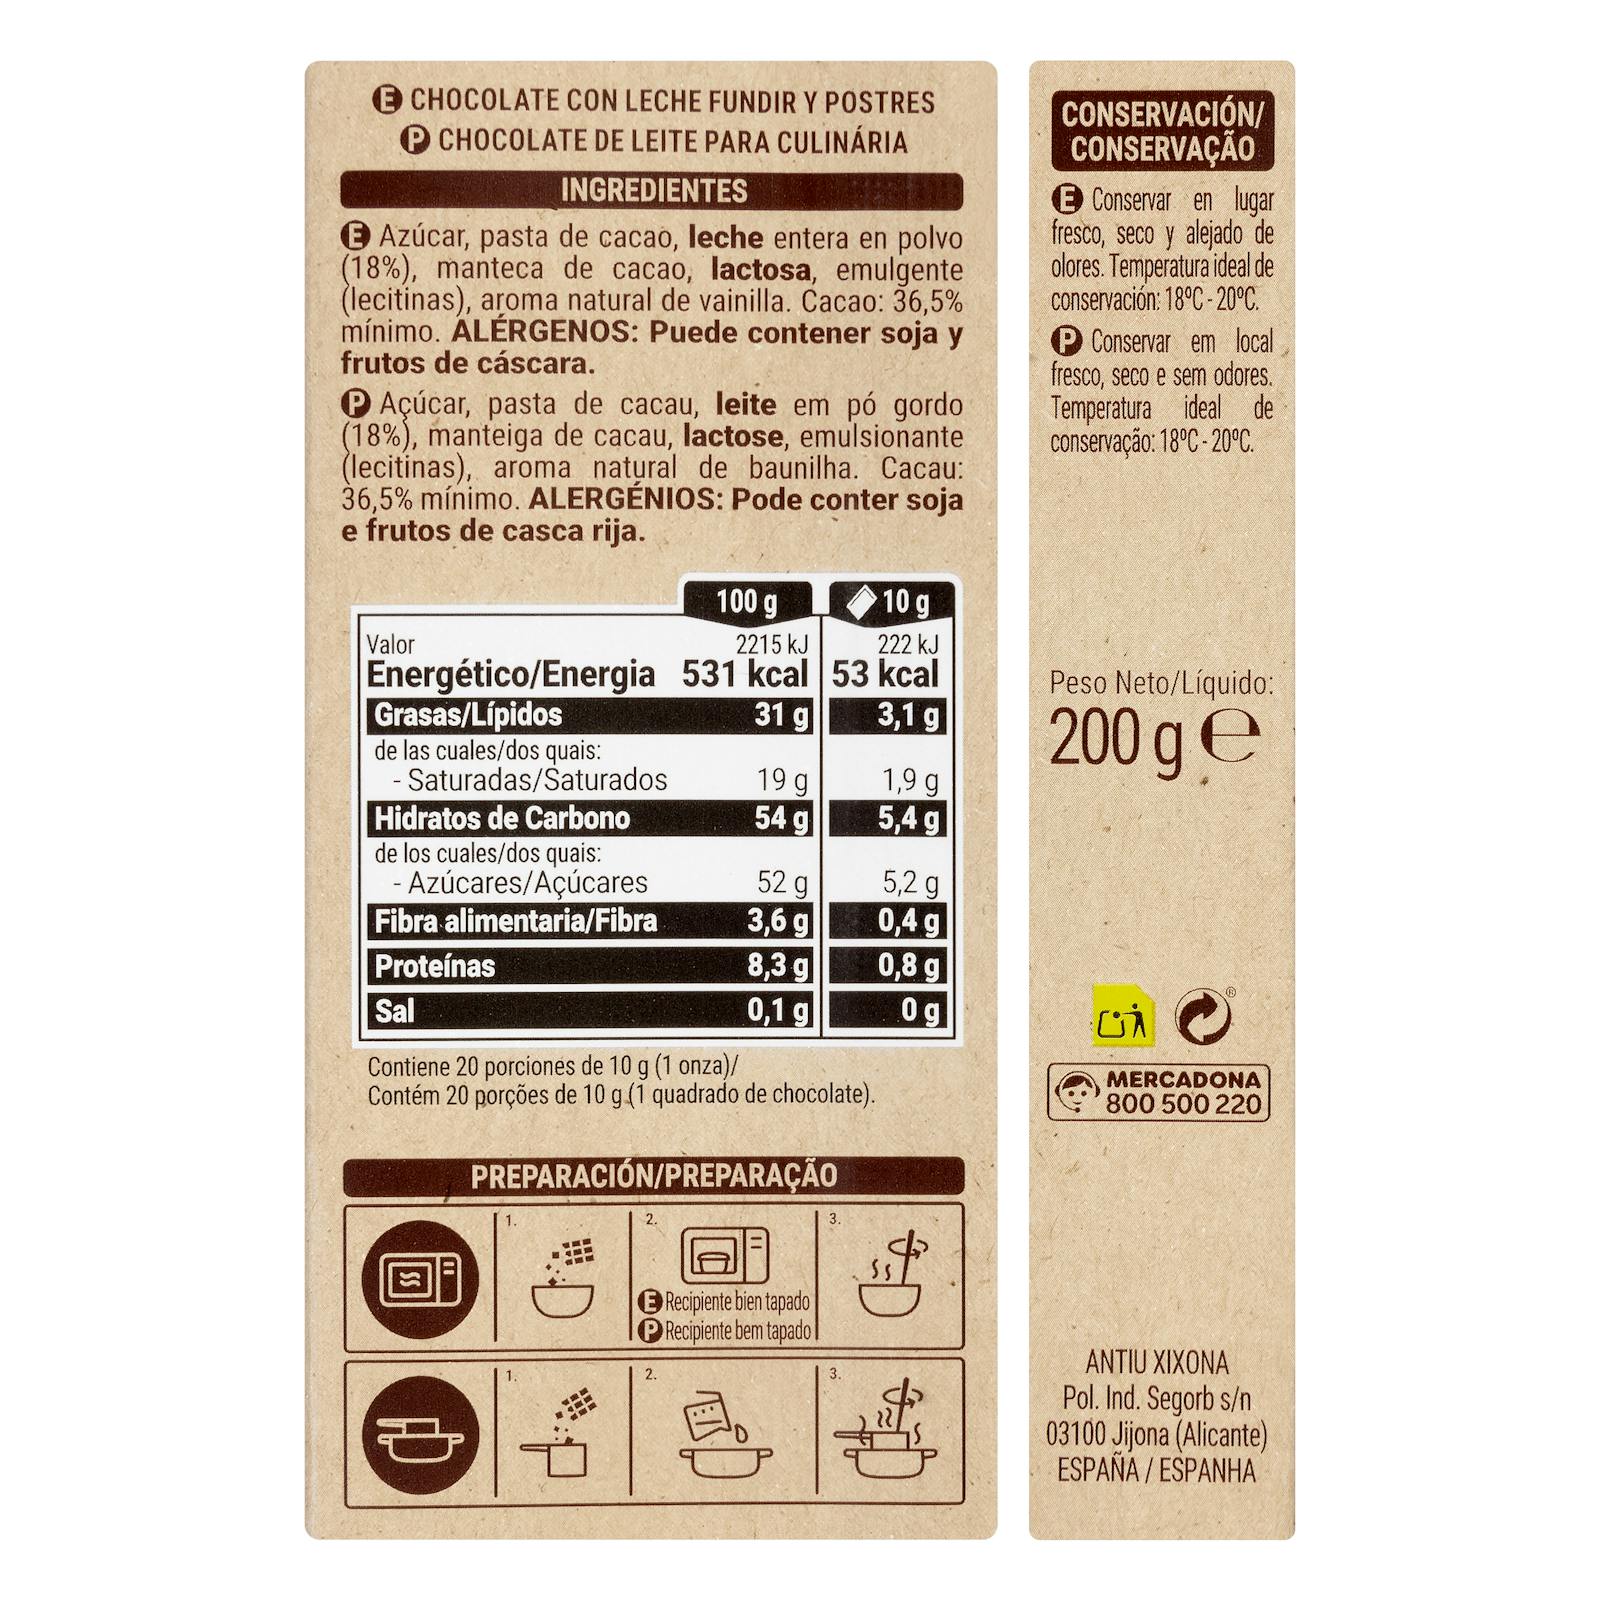 E CHOCOLATE CON LECHE FUNDIR Y POSTRES
P CHOCOLATE DE LEITE PARA CULINÁRIA
INGREDIENTES
E Azúcar, pasta de cacao, leche entera en polvo
(18%), manteca de cacao, lactosa, emulgente
(lecitinas), aroma natural de vainilla. Cacao: 36,5%
mínimo. ALÉRGENOS: Puede contener soja y
frutos de cáscara.
P Açúcar, pasta de cacau, leite em pó gordo
(18%), manteiga de cacau, lactose, emulsionante
(lecitinas), aroma natural de baunilha. Cacau:
36,5% mínimo. ALERGÉNIOS: Pode conter soja
e frutos de casca rija.
100 g 10 g
Valor 2215 kJ 222 kJ
Energético/Energia 531 kcal 53 kcal
Grasas/Lípidos 31 g 3,1 g
de las cuales/dos quais:
- Saturadas/Saturados 19 g 1,9 g
Hidratos de Carbono 54 g 5,4 g
de los cuales/dos quais:
- Azúcares/Açúcares 52 g 5,2 g
Fibra alimentaria/Fibra 3,6 g 0,4 g
Proteínas 8,3 g 0,8 g
Sal 0,1 g 0 g
Contiene 20 porciones de 10 g (1 onza)/
Contém 20 porções de 10 g (1 quadrado de chocolate).
PREPARACIÓN/PREPARAÇÃO
1. 2. 3.
E Recipiente bien tapado
P Recipiente bem tapado
1. 2. 3.
CONSERVACIÓN/
CONSERVAÇÃO
E Conservar en lugar
fresco, seco y alejado de
olores. Temperatura ideal de
conservación: 18ºC - 20ºC.
P Conservar em local
fresco, seco e sem odores.
Temperatura ideal de
conservação: 18ºC - 20ºC.
Peso Neto/Líquido:
200 g ℮
®
MERCADONA
800 500 220
ANTIU XIXONA
Pol. Ind. Segorb s/n
03100 Jijona (Alicante)
ESPAÑA / ESPANHA